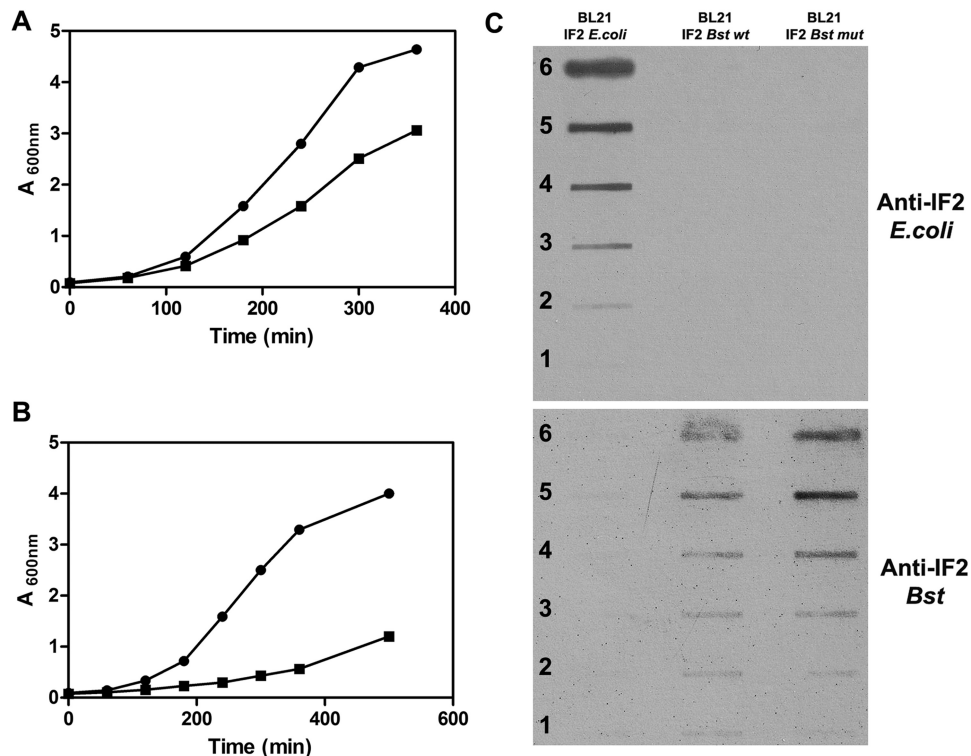 A
A 600nm
5
4
3
2
1
0
0 100 200 300 400
Time (min)
B
A 600nm
5
4
3
2
1
0
0 200 400 600
Time (min)
C
BL21 BL21 BL21
IF2 E.coli IF2 Bst wt IF2 Bst mut
6
5
4
3
2
1
Anti-IF2
E.coli
6
5
4
3
2
1
Anti-IF2
Bst